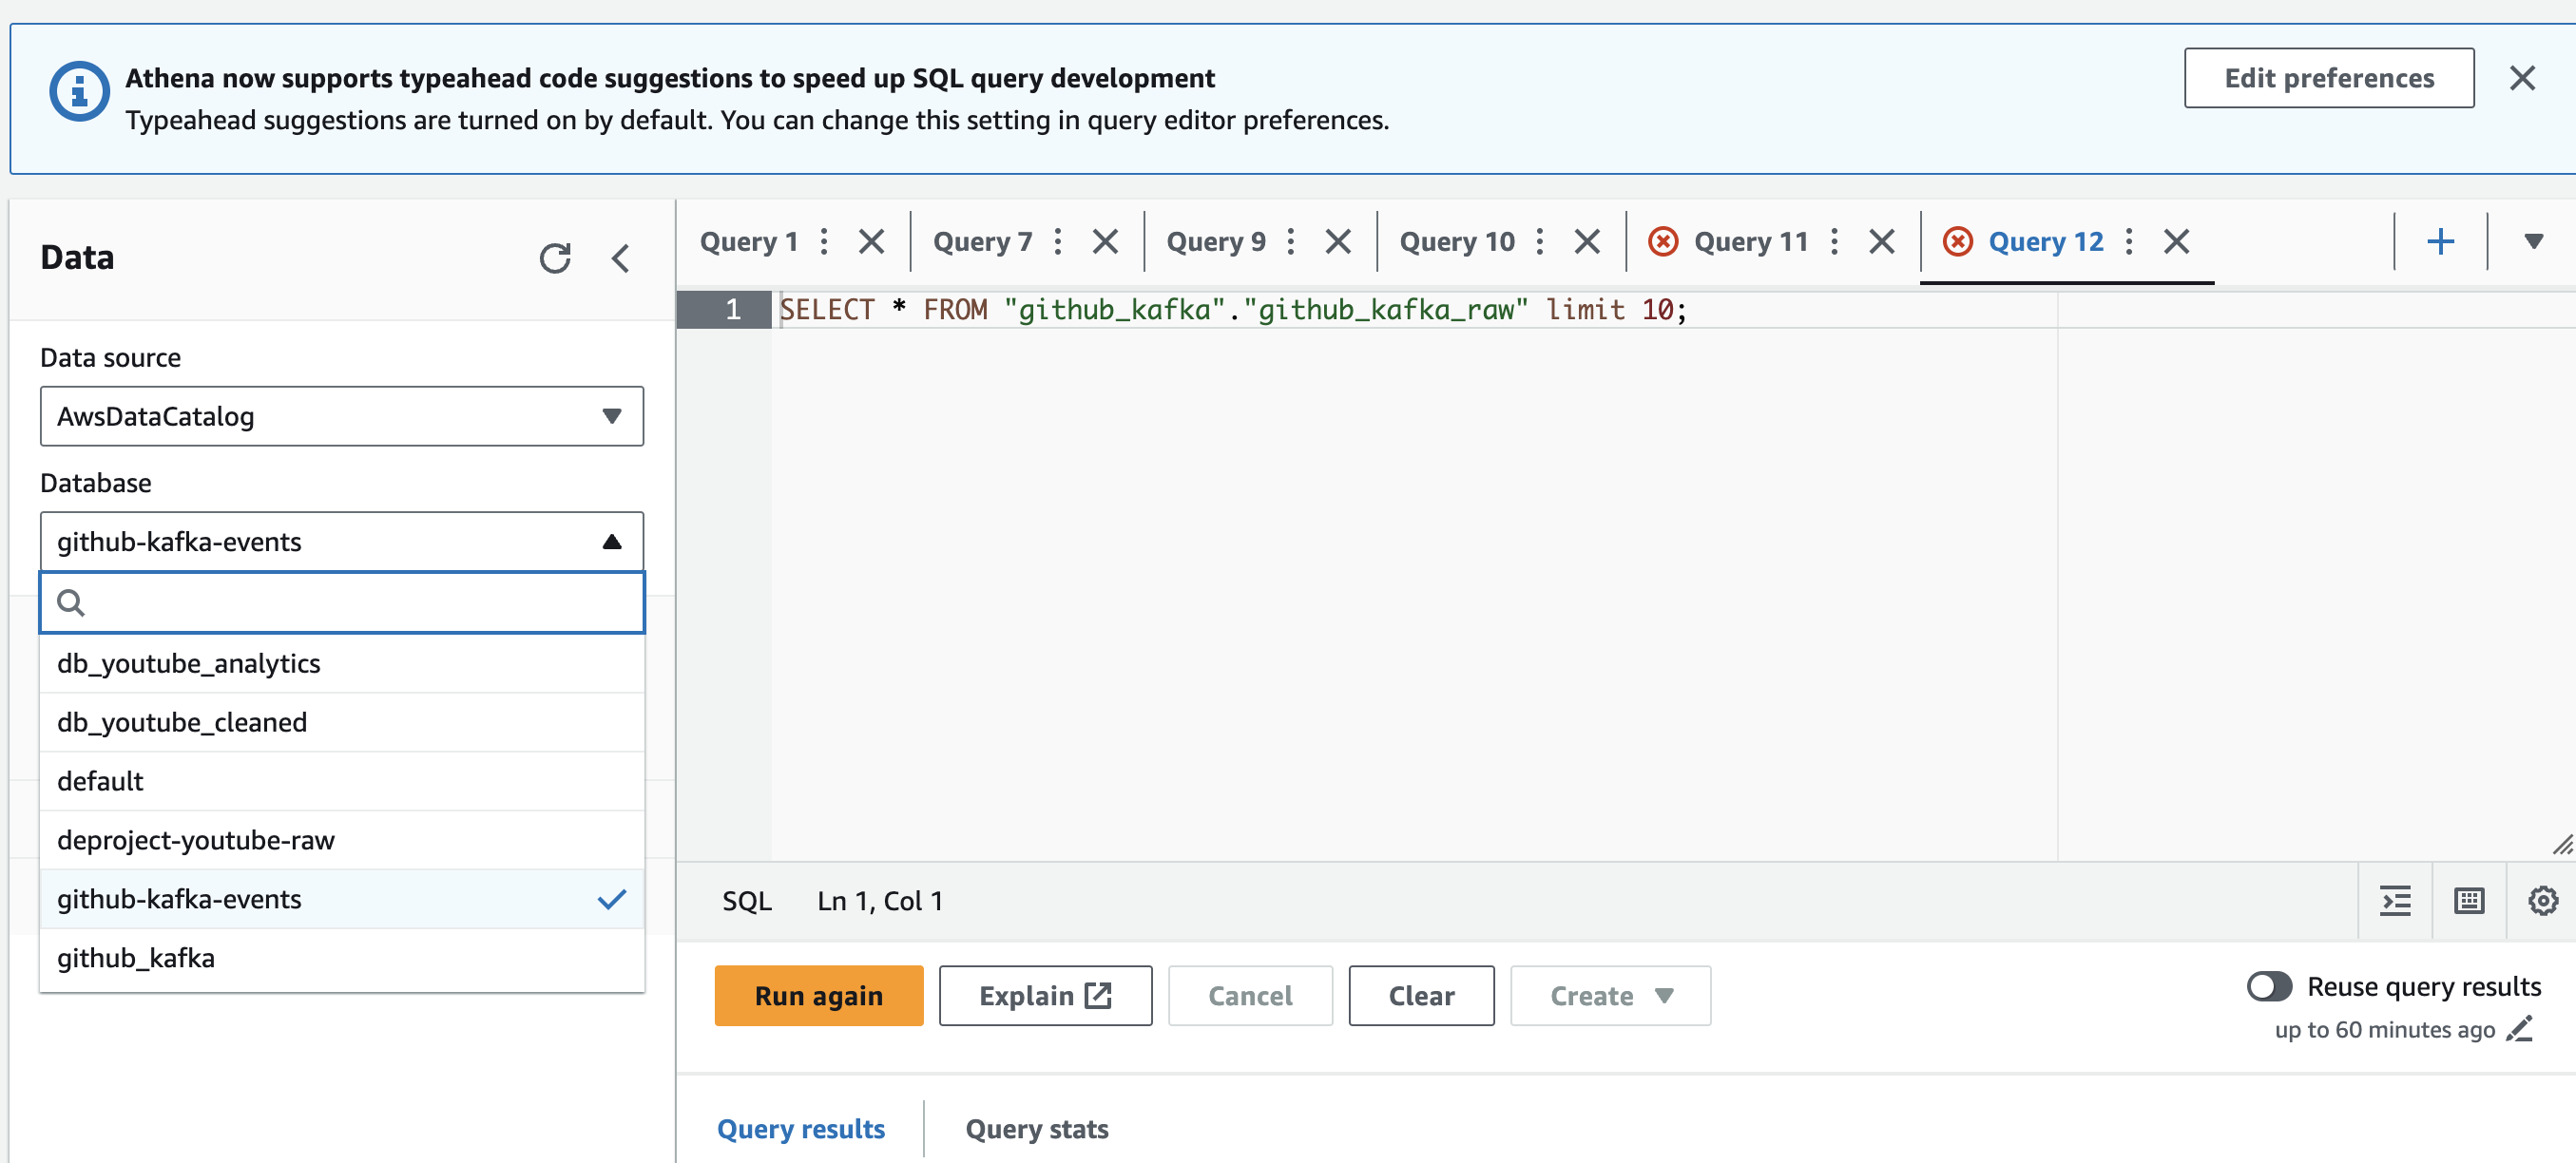 Athena now supports typeahead code suggestions to speed up SQL query development
Typeahead suggestions are turned on by default. You can change this setting in query editor preferences.
Edit preferences
Data
Data source
AwsDataCatalog
Database
github-kafka-events
db_youtube_analytics
db_youtube_cleaned
default
deproject-youtube-raw
github-kafka-events
github_kafka
Query 1
Query 7
Query 9
Query 10
Query 11
Query 12
1 SELECT * FROM "github_kafka"."github_kafka_raw" limit 10;
SQL Ln 1, Col 1
Run again
Explain
Cancel
Clear
Create
Reuse query results
up to 60 minutes ago
Query results
Query stats